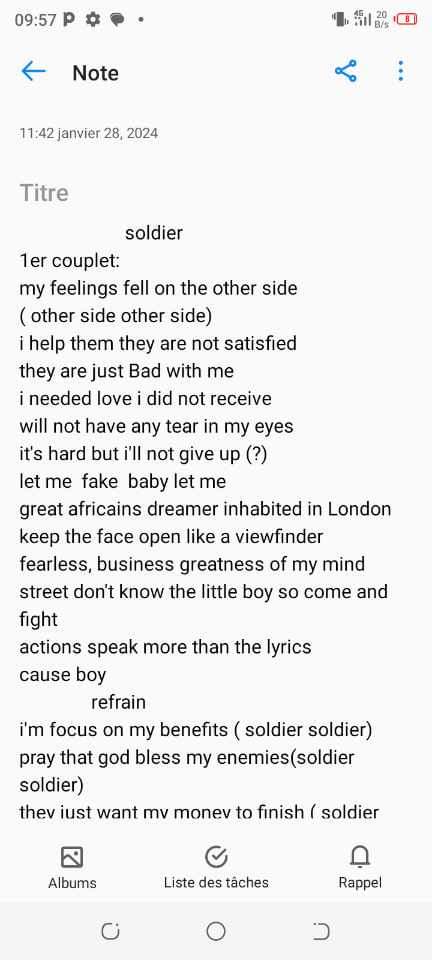 09:57 P 4G 20 B/s 8
Note
11:42 janvier 28, 2024
Titre
soldier
1er couplet:
my feelings fell on the other side
( other side other side)
i help them they are not satisfied
they are just Bad with me
i needed love i did not receive
will not have any tear in my eyes
it's hard but i'll not give up (?)
let me  fake  baby let me
great africains dreamer inhabited in London
keep the face open like a viewfinder
fearless, business greatness of my mind
street don't know the little boy so come and
fight
actions speak more than the lyrics
cause boy
refrain
i'm focus on my benefits ( soldier soldier)
pray that god bless my enemies(soldier
soldier)
they just want my money to finish ( soldier
Albums
Liste des tâches
Rappel